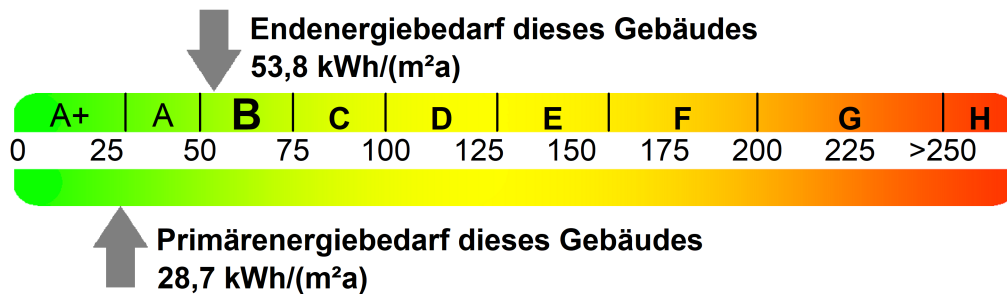 Endenergiebedarf dieses Gebäudes
53,8 kWh/(m²a)
A+ A B C D E F G H
0 25 50 75 100 125 150 175 200 225 >250
Primärenergiebedarf dieses Gebäudes
28,7 kWh/(m²a)